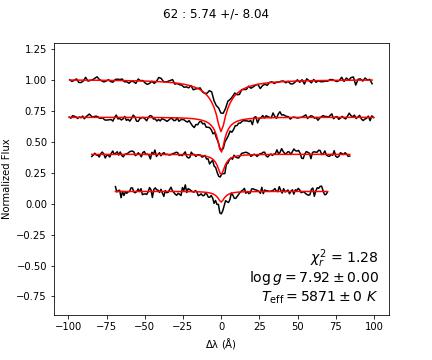 62 : 5.74 +/- 8.04
1.25
1.00
0.75
0.50
0.25
0.00
−0.25
−0.50
−0.75
Normalized Flux
χ²ᵣ = 1.28
log g = 7.92 ± 0.00
T_eff = 5871 ± 0 K
−100 −75 −50 −25 0 25 50 75 100
Δλ (Å)